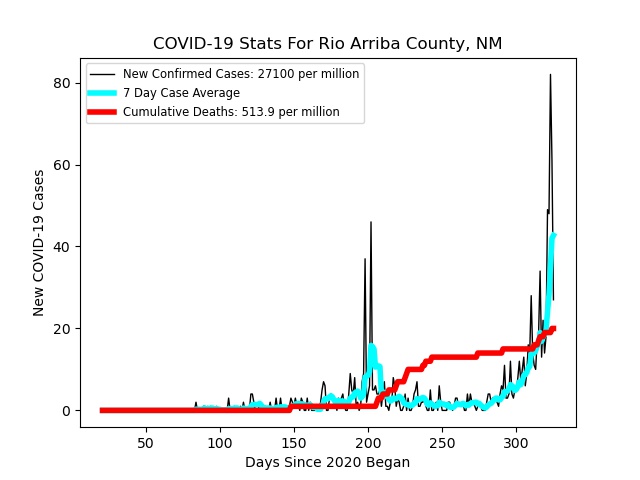 COVID-19 Stats For Rio Arriba County, NM
New Confirmed Cases: 27100 per million
7 Day Case Average
Cumulative Deaths: 513.9 per million
New COVID-19 Cases
80
60
40
20
0
50 100 150 200 250 300
Days Since 2020 Began